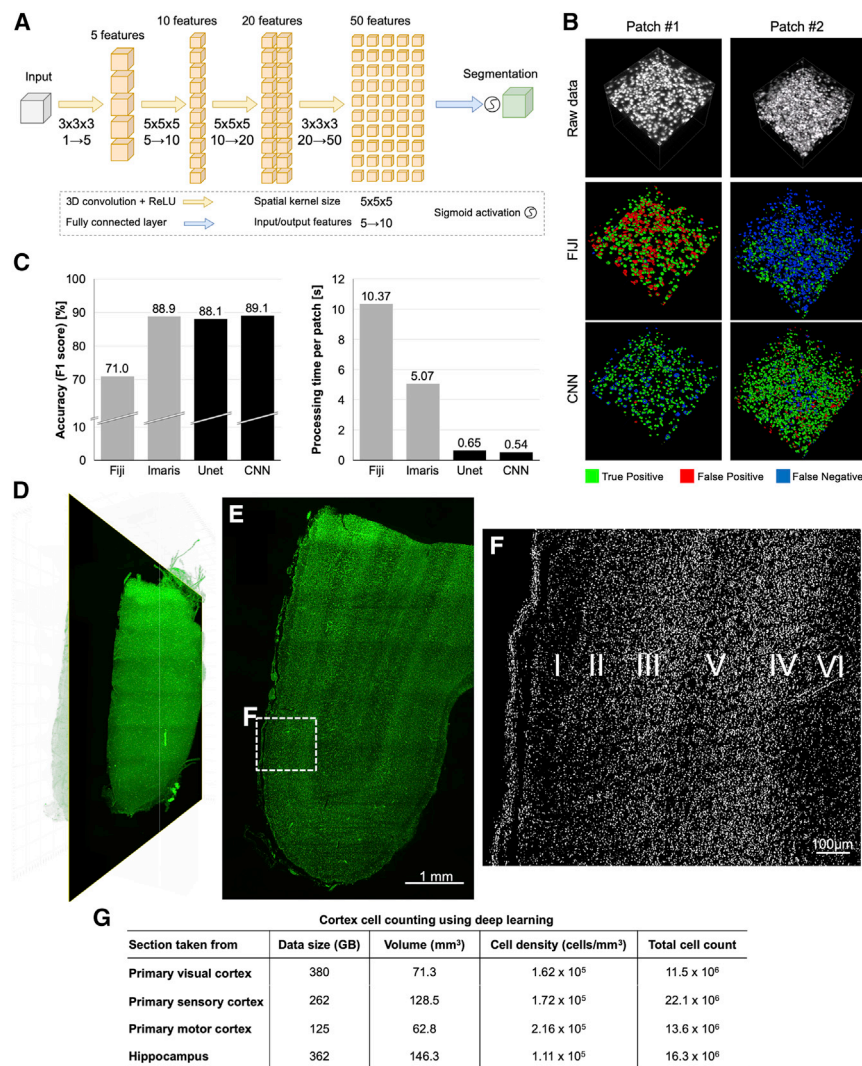 A
5 features
10 features
20 features
50 features
Input
Segmentation
3x3x3
1→5
5x5x5
5→10
5x5x5
10→20
3x3x3
20→50
S
3D convolution + ReLU
Spatial kernel size
5x5x5
Fully connected layer
Input/output features
5→10
Sigmoid activation S
B
Patch #1
Patch #2
Raw data
FIJI
CNN
True Positive
False Positive
False Negative
C
Accuracy (F1 score) [%]
100
90
80
70
10
0
71.0
88.9
88.1
89.1
Fiji
Imaris
Unet
CNN
Processing time per patch [s]
12
10
8
6
4
2
0
10.37
5.07
0.65
0.54
Fiji
Imaris
Unet
CNN
D
E
F
1 mm
F
I II III V IV VI
100μm
G
Cortex cell counting using deep learning
Section taken from Data size (GB) Volume (mm³) Cell density (cells/mm³) Total cell count
Primary visual cortex 380 71.3 1.62 x 10⁵ 11.5 x 10⁶
Primary sensory cortex 262 128.5 1.72 x 10⁵ 22.1 x 10⁶
Primary motor cortex 125 62.8 2.16 x 10⁵ 13.6 x 10⁶
Hippocampus 362 146.3 1.11 x 10⁵ 16.3 x 10⁶